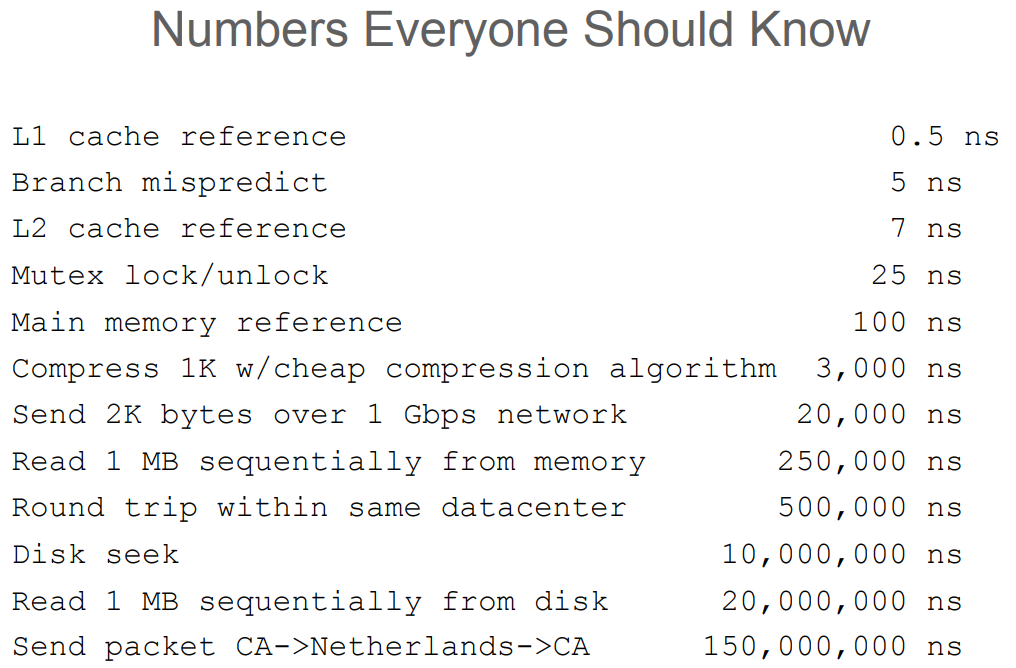 Numbers Everyone Should Know
L1 cache reference 0.5 ns
Branch mispredict 5 ns
L2 cache reference 7 ns
Mutex lock/unlock 25 ns
Main memory reference 100 ns
Compress 1K w/cheap compression algorithm 3,000 ns
Send 2K bytes over 1 Gbps network 20,000 ns
Read 1 MB sequentially from memory 250,000 ns
Round trip within same datacenter 500,000 ns
Disk seek 10,000,000 ns
Read 1 MB sequentially from disk 20,000,000 ns
Send packet CA->Netherlands->CA 150,000,000 ns